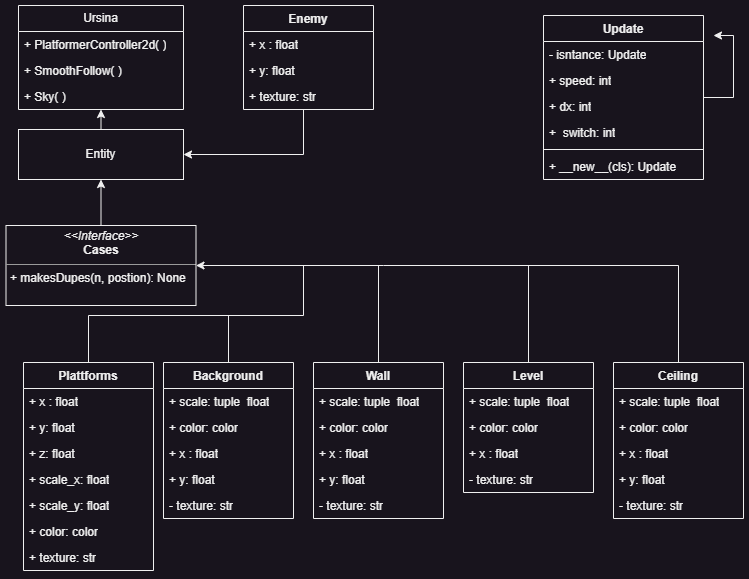 Ursina
+ PlatformerController2d( )
+ SmoothFollow( )
+ Sky( )
Enemy
+ x : float
+ y: float
+ texture: str
Update
- isntance: Update
+ speed: int
+ dx: int
+ switch: int
+ __new__(cls): Update
Entity
<<Interface>>
Cases
+ makesDupes(n, postion): None
Plattforms
+ x : float
+ y: float
+ z: float
+ scale_x: float
+ scale_y: float
+ color: color
+ texture: str
Background
+ scale: tuple float
+ color: color
+ x : float
+ y: float
- texture: str
Wall
+ scale: tuple float
+ color: color
+ x : float
+ y: float
- texture: str
Level
+ scale: tuple float
+ color: color
+ x : float
- texture: str
Ceiling
+ scale: tuple float
+ color: color
+ x : float
+ y: float
- texture: str